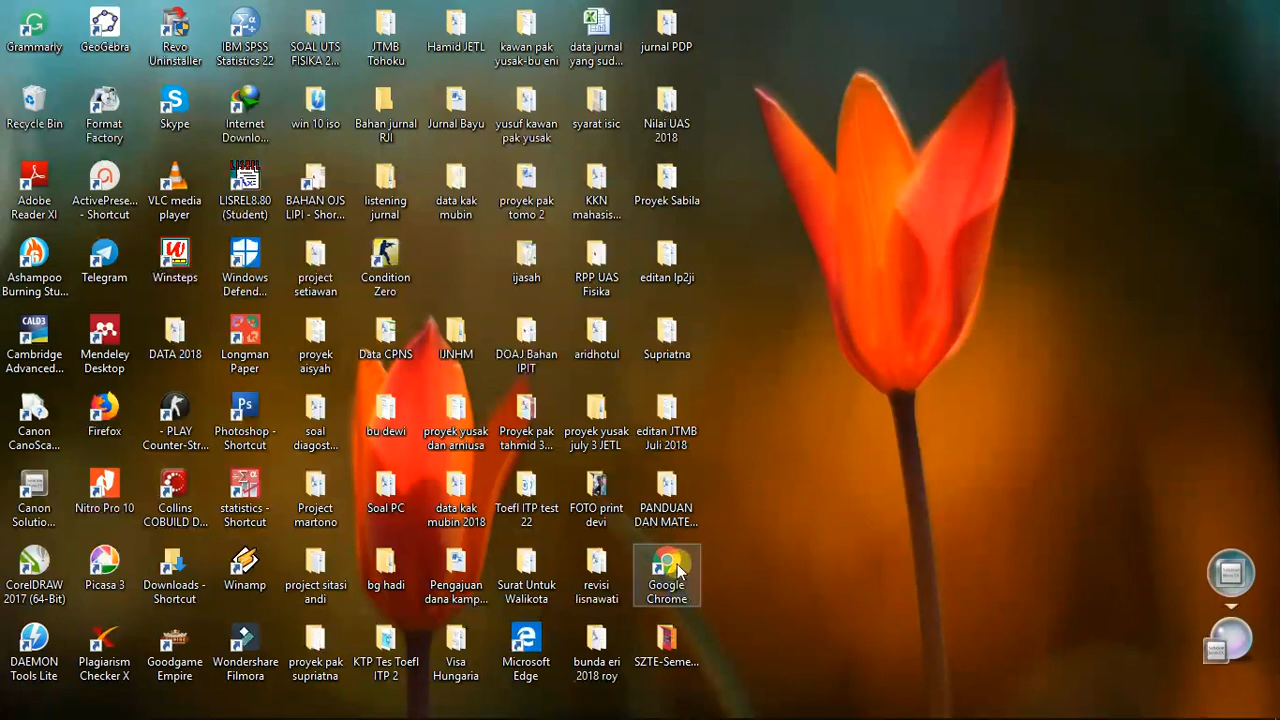 Grammarly
GeoGebra
Revo
Uninstaller
IBM SPSS
Statistics 22
SOAL UTS
FISIKA 2...
JTMB
Tohoku
Hamid JETL
kawan pak
yusak-bu eni
data jurnal
yang sud...
jurnal PDP
Recycle Bin
Format
Factory
Skype
Internet
Downlo...
win 10 iso
Bahan jurnal
RJI
Jurnal Bayu
yusuf kawan
pak yusak
syarat isic
Nilai UAS
2018
Adobe
Reader XI
ActivePrese...
- Shortcut
VLC media
player
LISREL
LISREL8.80
(Student)
BAHAN OJS
LIPI - Shor...
listening
jurnal
data kak
mubin
proyek pak
tomo 2
KKN
mahasis...
Proyek Sabila
Ashampoo
Burning Stu...
Telegram
Winsteps
Windows
Defend...
project
setiawan
Condition
Zero
ijasah
RPP UAS
Fisika
editan lp2ji
CALD3
Cambridge
Advanced...
Mendeley
Desktop
DATA 2018
Longman
Paper
proyek
aisyah
Data CPNS
IJNHM
DOAJ Bahan
IPIT
aridhotul
Supriatna
Canon
CanoSca...
Firefox
- PLAY
Counter-Str...
Ps
Photoshop -
Shortcut
soal
diagost...
bu dewi
proyek yusak
dan arniusa
Proyek pak
tahmid 3...
proyek yusak
july 3 JETL
editan JTMB
Juli 2018
Canon
Solutio...
Nitro Pro 10
Collins
COBUILD D...
statistics -
Shortcut
Project
martono
Soal PC
data kak
mubin 2018
Toefl ITP test
22
FOTO print
devi
PANDUAN
DAN MATE...
CorelDRAW
2017 (64-Bit)
Picasa 3
Downloads -
Shortcut
Winamp
project sitasi
andi
bg hadi
Pengajuan
dana kamp...
Surat Untuk
Walikota
revisi
lisnawati
Google
Chrome
DAEMON
Tools Lite
Plagiarism
Checker X
Goodgame
Empire
Wondershare
Filmora
proyek pak
supriatna
KTP Tes Toefl
ITP 2
Visa
Hungaria
Microsoft
Edge
bunda eri
2018 roy
SZTE-Seme...